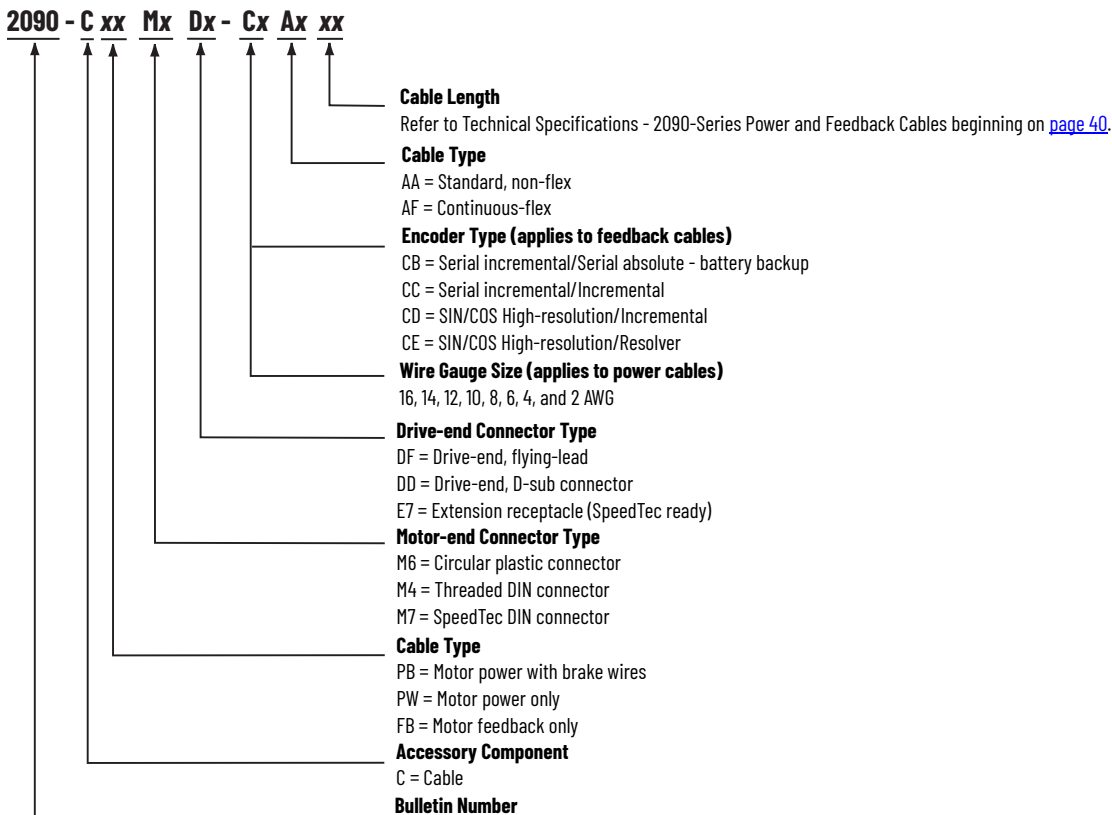 2090 - C xx Mx Dx - Cx Ax xx
Cable Length
Refer to Technical Specifications - 2090-Series Power and Feedback Cables beginning on page 40.
Cable Type
AA = Standard, non-flex
AF = Continuous-flex
Encoder Type (applies to feedback cables)
CB = Serial incremental/Serial absolute - battery backup
CC = Serial incremental/Incremental
CD = SIN/COS High-resolution/Incremental
CE = SIN/COS High-resolution/Resolver
Wire Gauge Size (applies to power cables)
16, 14, 12, 10, 8, 6, 4, and 2 AWG
Drive-end Connector Type
DF = Drive-end, flying-lead
DD = Drive-end, D-sub connector
E7 = Extension receptacle (SpeedTec ready)
Motor-end Connector Type
M6 = Circular plastic connector
M4 = Threaded DIN connector
M7 = SpeedTec DIN connector
Cable Type
PB = Motor power with brake wires
PW = Motor power only
FB = Motor feedback only
Accessory Component
C = Cable
Bulletin Number